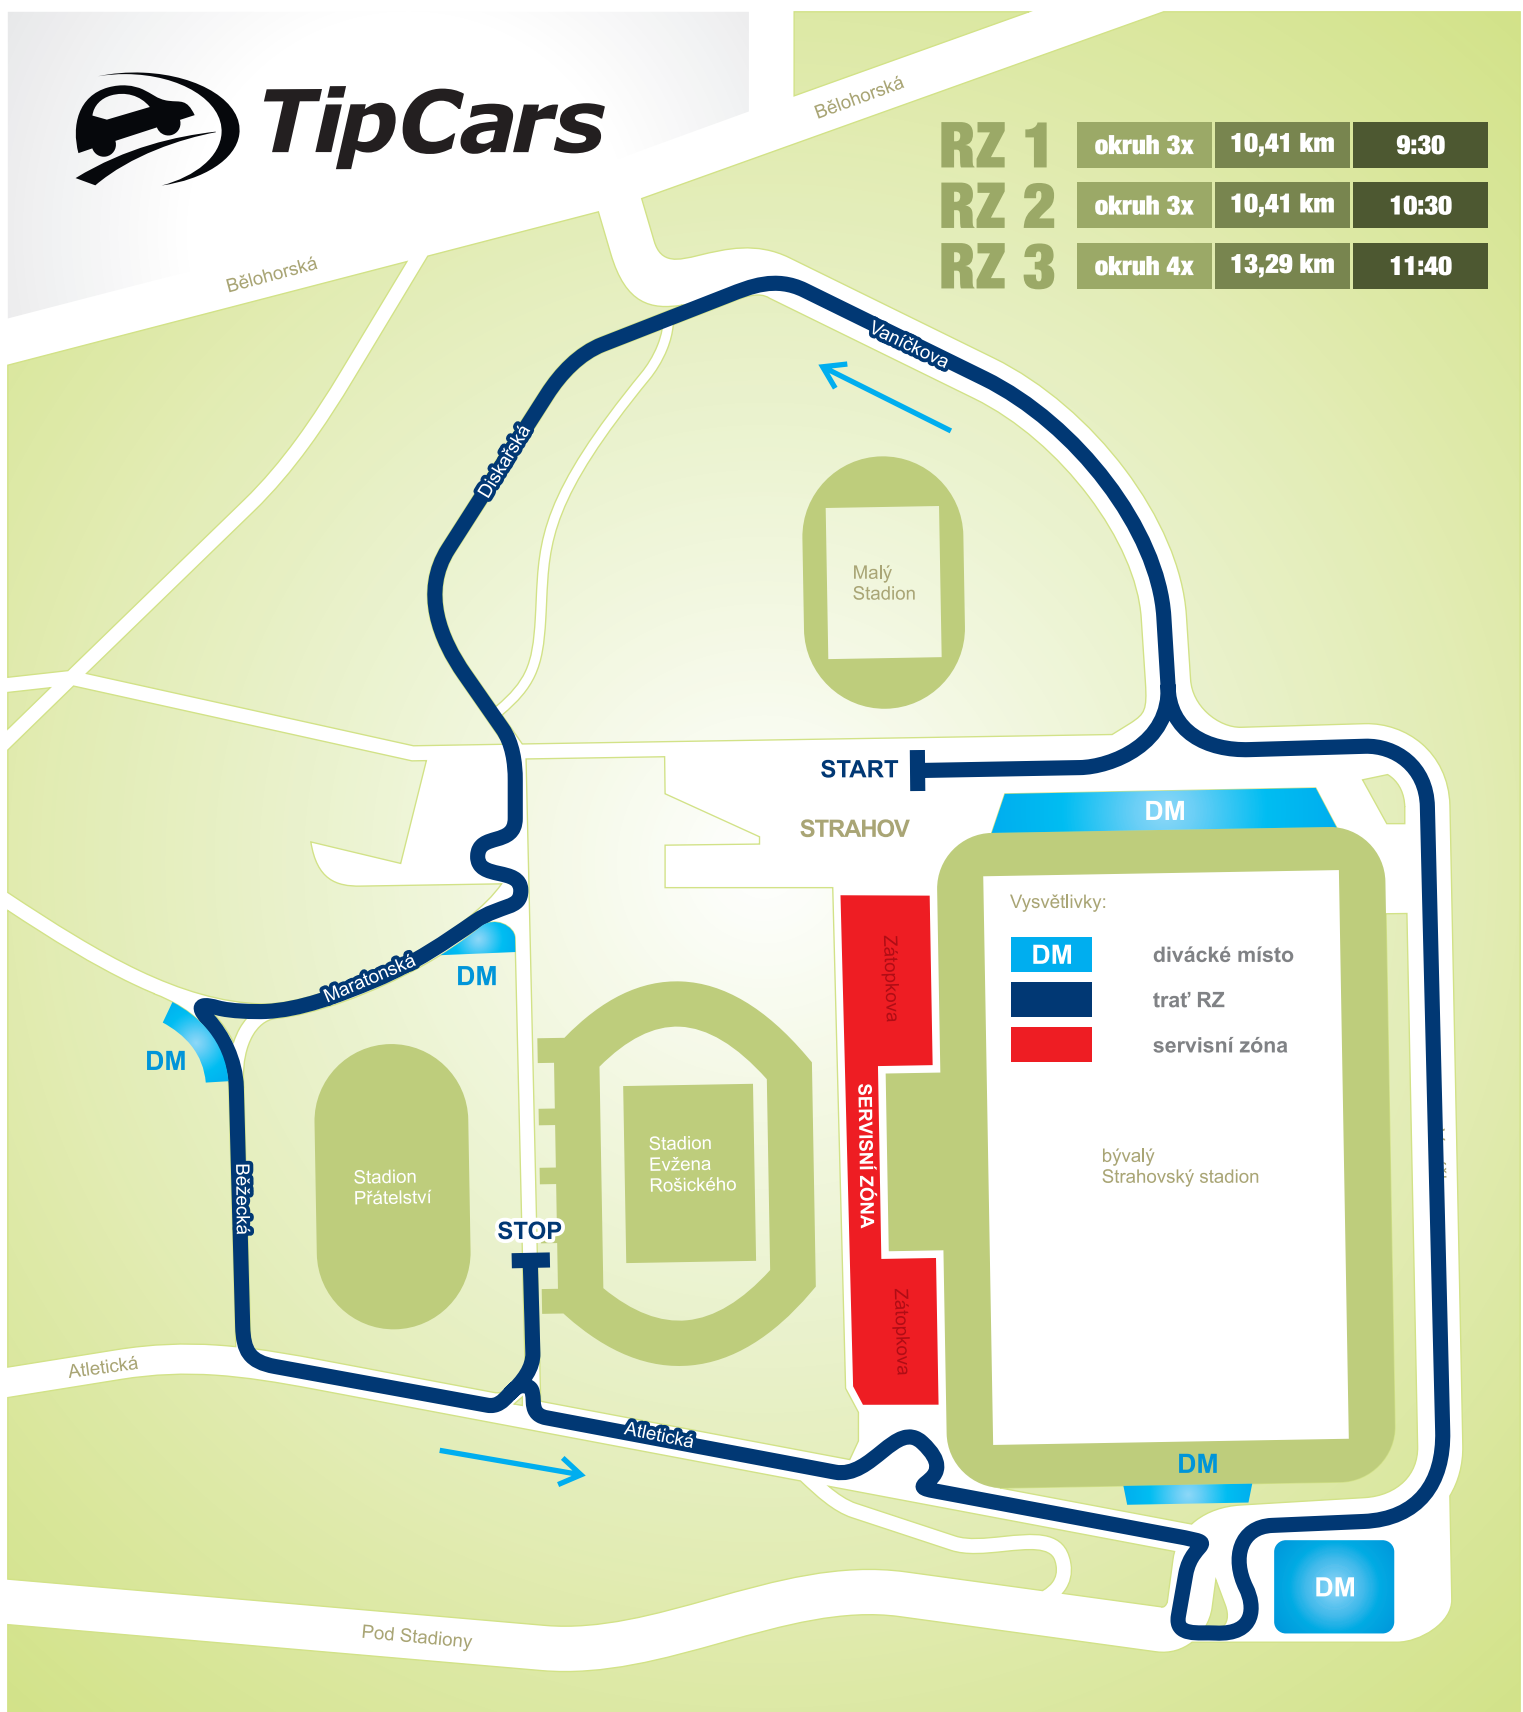 TipCars
Bělohorská
RZ 1 okruh 3x 10,41 km 9:30
RZ 2 okruh 3x 10,41 km 10:30
RZ 3 okruh 4x 13,29 km 11:40
Bělohorská
Vaníčkova
Diskařská
Malý
Stadion
START
STRAHOV
DM
Vysvětlivky:
DM divácké místo
trať RZ
servisní zóna
Zátopkova
Maratonská
DM
DM
SERVISNÍ ZÓNA
Stadion
Evžena
Rošického
bývalý
Strahovský stadion
Stadion
Přátelství
Běžecká
STOP
Zátopkova
Atletická
Atletická
DM
DM
Pod Stadiony